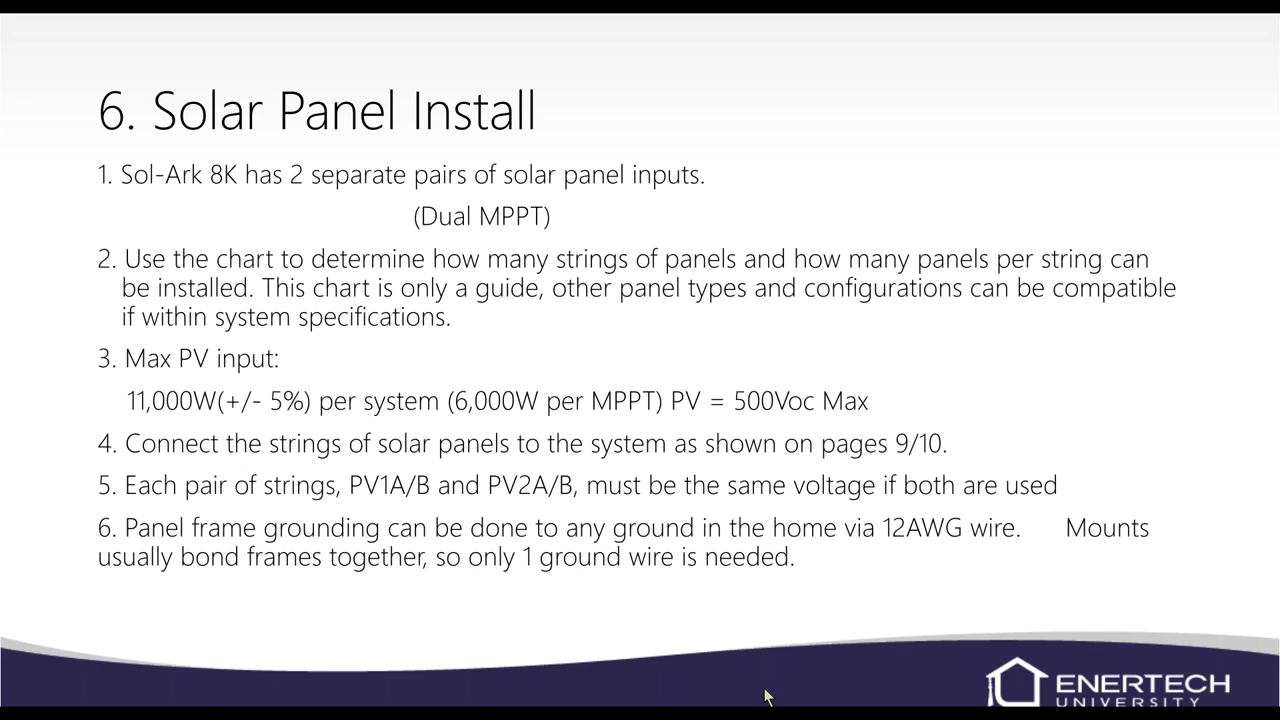 6. Solar Panel Install
1. Sol-Ark 8K has 2 separate pairs of solar panel inputs.
(Dual MPPT)
2. Use the chart to determine how many strings of panels and how many panels per string can
be installed. This chart is only a guide, other panel types and configurations can be compatible
if within system specifications.
3. Max PV input:
11,000W(+/- 5%) per system (6,000W per MPPT) PV = 500Voc Max
4. Connect the strings of solar panels to the system as shown on pages 9/10.
5. Each pair of strings, PV1A/B and PV2A/B, must be the same voltage if both are used
6. Panel frame grounding can be done to any ground in the home via 12AWG wire. Mounts
usually bond frames together, so only 1 ground wire is needed.
ENERTECH
UNIVERSITY